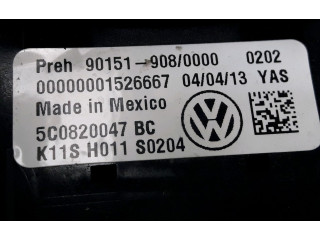 Preh 90151-908/0000 0202
00000001526667 04/04/13 YAS
Made in Mexico
5C0820047 BC
K11S H011 S0204